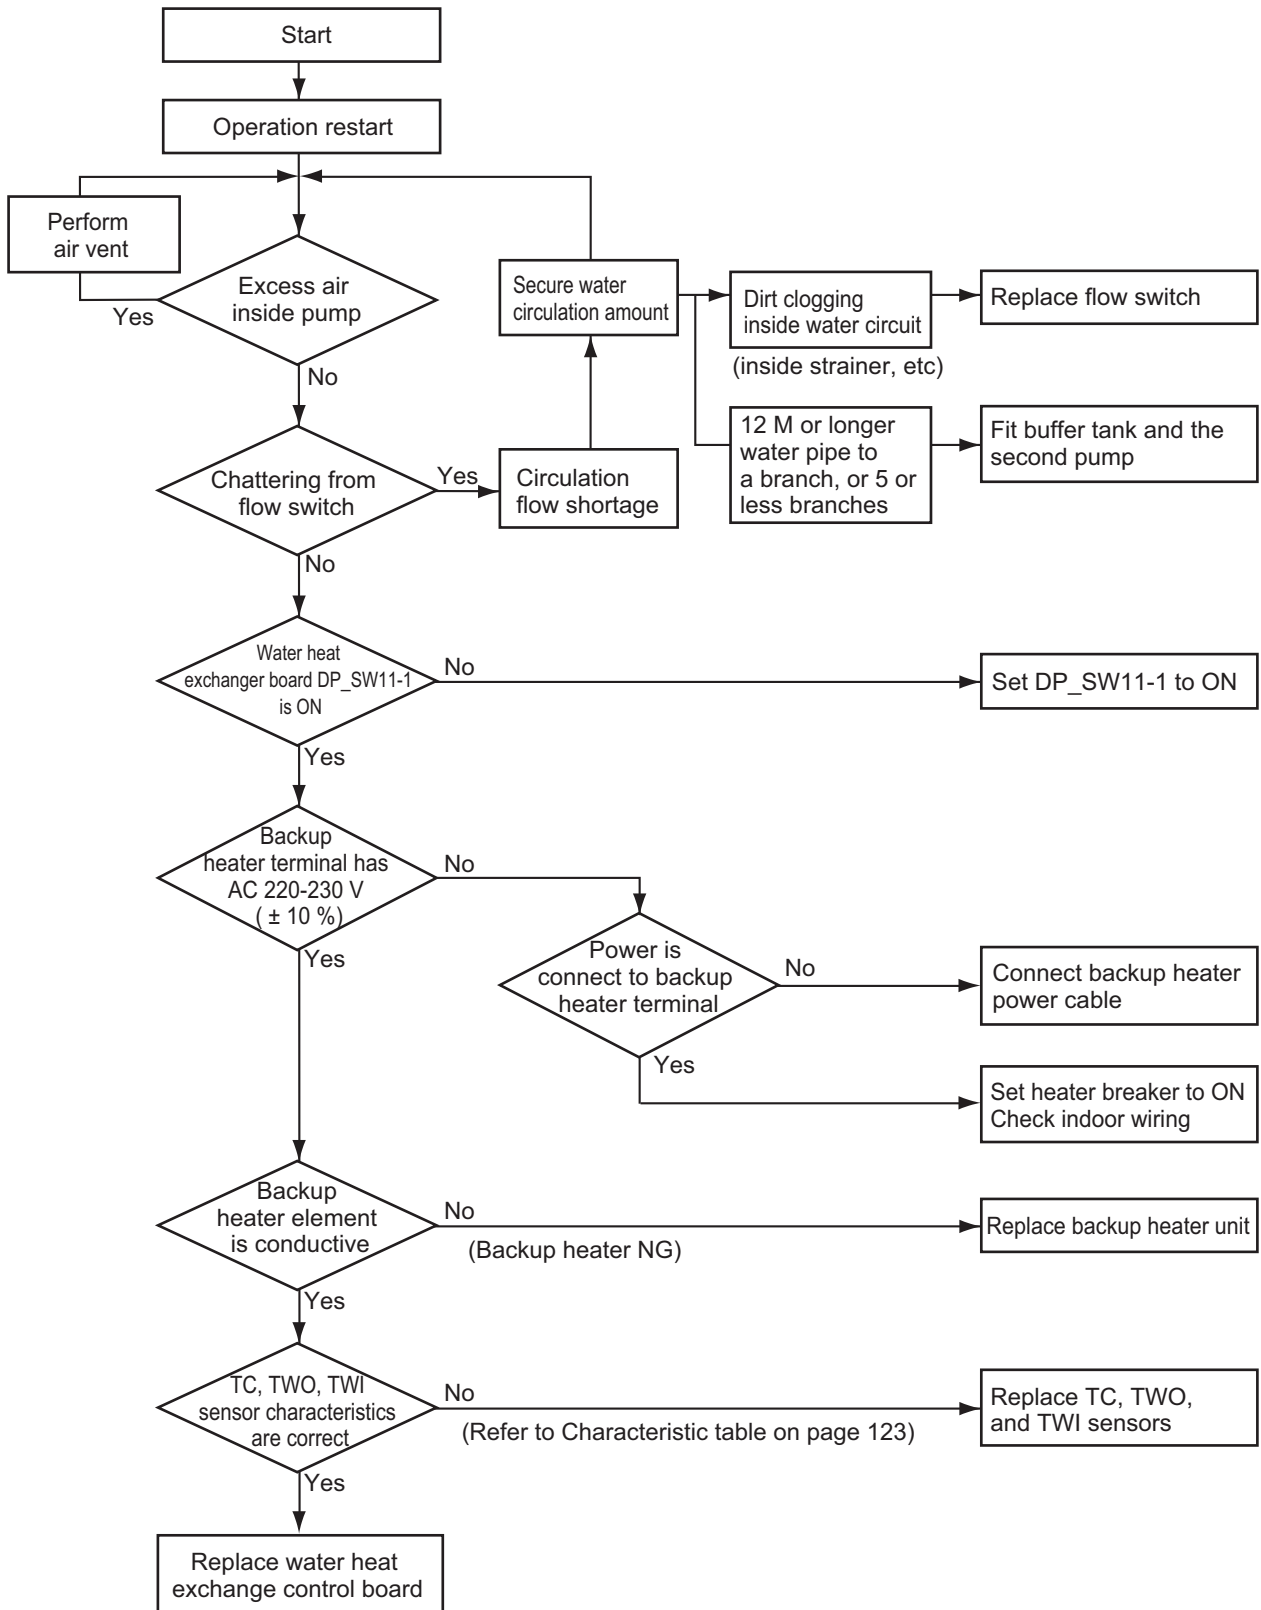 Start
Operation restart
Perform
air vent
Excess air
inside pump
Yes
No
Secure water
circulation amount
Dirt clogging
inside water circuit
(inside strainer, etc)
Replace flow switch
12 M or longer
water pipe to
a branch, or 5 or
less branches
Fit buffer tank and the
second pump
Chattering from
flow switch
Yes
Circulation
flow shortage
No
Water heat
exchanger board DP_SW11-1
is ON
No
Set DP_SW11-1 to ON
Yes
Backup
heater terminal has
AC 220-230 V
( ± 10 %)
No
Yes
Power is
connect to backup
heater terminal
No
Connect backup heater
power cable
Yes
Set heater breaker to ON
Check indoor wiring
Backup
heater element
is conductive
No
(Backup heater NG)
Replace backup heater unit
Yes
TC, TWO, TWI
sensor characteristics
are correct
No
(Refer to Characteristic table on page 123)
Replace TC, TWO,
and TWI sensors
Yes
Replace water heat
exchange control board